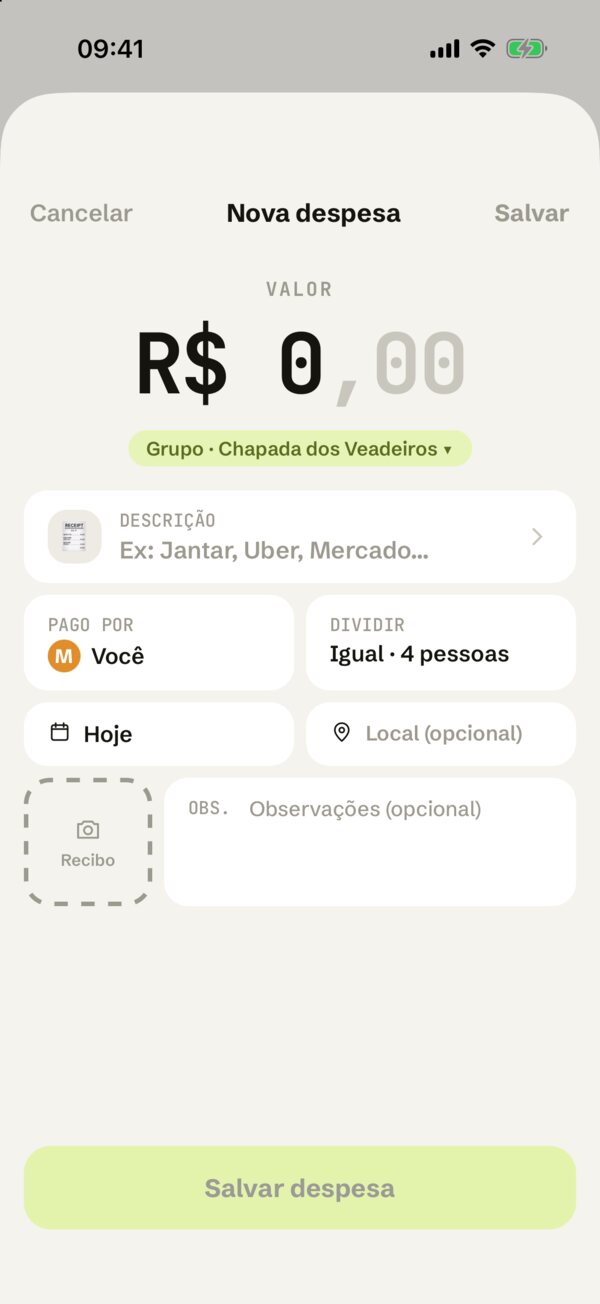 09:41
Cancelar Nova despesa Salvar
VALOR
R$ 0,00
Grupo · Chapada dos Veadeiros ▾
RECEIPT
DESCRIÇÃO
Ex: Jantar, Uber, Mercado...
PAGO POR
M Você
DIVIDIR
Igual · 4 pessoas
Hoje
Local (opcional)
Recibo
OBS. Observações (opcional)
Salvar despesa